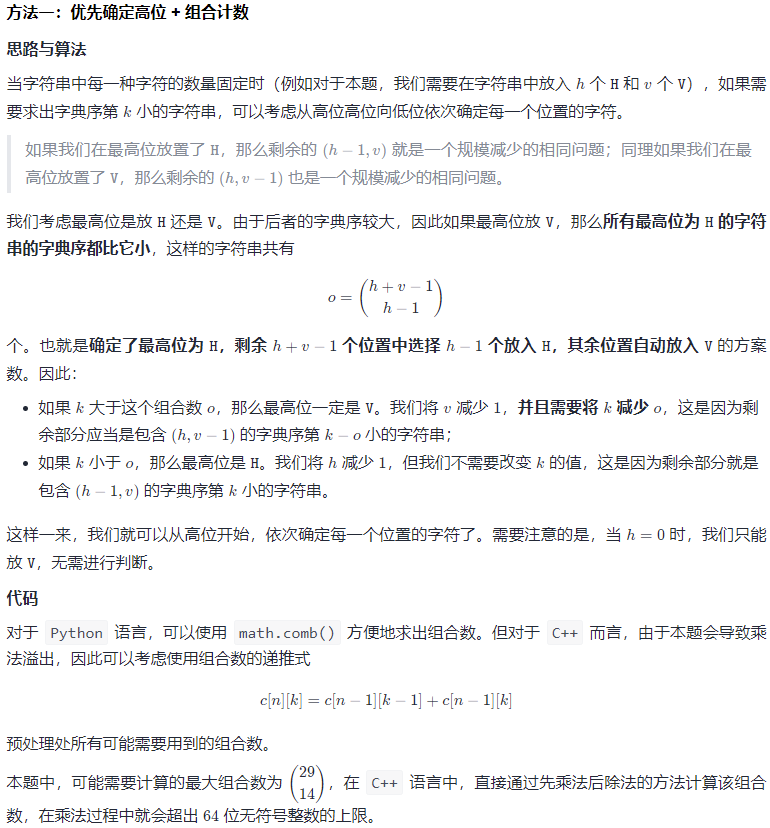 方法一：优先确定高位 + 组合计数
思路与算法
当字符串中每一种字符的数量固定时（例如对于本题，我们需要在字符串中放入 h 个 H 和 v 个 V），如果需
要求出字典序第 k 小的字符串，可以考虑从高位高位向低位依次确定每一个位置的字符。
如果我们在最高位放置了 H，那么剩余的 (h − 1, v) 就是一个规模减少的相同问题；同理如果我们在最
高位放置了 V，那么剩余的 (h, v − 1) 也是一个规模减少的相同问题。
我们考虑最高位是放 H 还是 V。由于后者的字典序较大，因此如果最高位放 V，那么所有最高位为 H 的字符
串的字典序都比它小，这样的字符串共有
o = \binom{h + v − 1}{h − 1}
个。也就是确定了最高位为 H，剩余 h + v − 1 个位置中选择 h − 1 个放入 H，其余位置自动放入 V 的方案
数。因此：
• 如果 k 大于这个组合数 o，那么最高位一定是 V。我们将 v 减少 1，并且需要将 k 减少 o，这是因为剩
余部分应当是包含 (h, v − 1) 的字典序第 k − o 小的字符串；
• 如果 k 小于 o，那么最高位是 H。我们将 h 减少 1，但我们不需要改变 k 的值，这是因为剩余部分就是
包含 (h − 1, v) 的字典序第 k 小的字符串。
这样一来，我们就可以从高位开始，依次确定每一个位置的字符了。需要注意的是，当 h = 0 时，我们只能
放 V，无需进行判断。
代码
对于 Python 语言，可以使用 math.comb() 方便地求出组合数。但对于 C++ 而言，由于本题会导致乘
法溢出，因此可以考虑使用组合数的递推式
c[n][k] = c[n − 1][k − 1] + c[n − 1][k]
预处理处所有可能需要用到的组合数。
本题中，可能需要计算的最大组合数为 \binom{29}{14}，在 C++ 语言中，直接通过先乘法后除法的方法计算该组合
数，在乘法过程中就会超出 64 位无符号整数的上限。